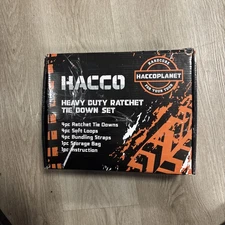 HARDCORE
HACCOPLANET
HACCO
HEAVY DUTY RATCHET
TIE DOWN SET
4pc Ratchet Tie Downs
4pc Soft Loops
4pc Bundling Straps
1pc Storage Bag
1pc Instruction